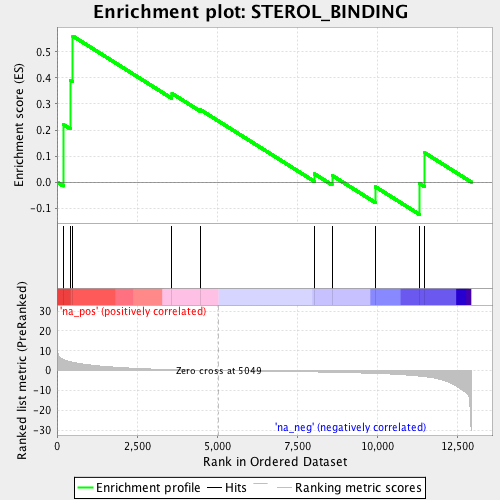 Enrichment plot: STEROL_BINDING
Enrichment score (ES)
0.5
0.4
0.3
0.2
0.1
0.0
-0.1
'na_pos' (positively correlated)
Ranked list metric (PreRanked)
30
20
10
0
-10
-20
-30
Zero cross at 5049
'na_neg' (negatively correlated)
0
2,500
5,000
7,500
10,000
12,500
Rank in Ordered Dataset
Enrichment profile
Hits
Ranking metric scores